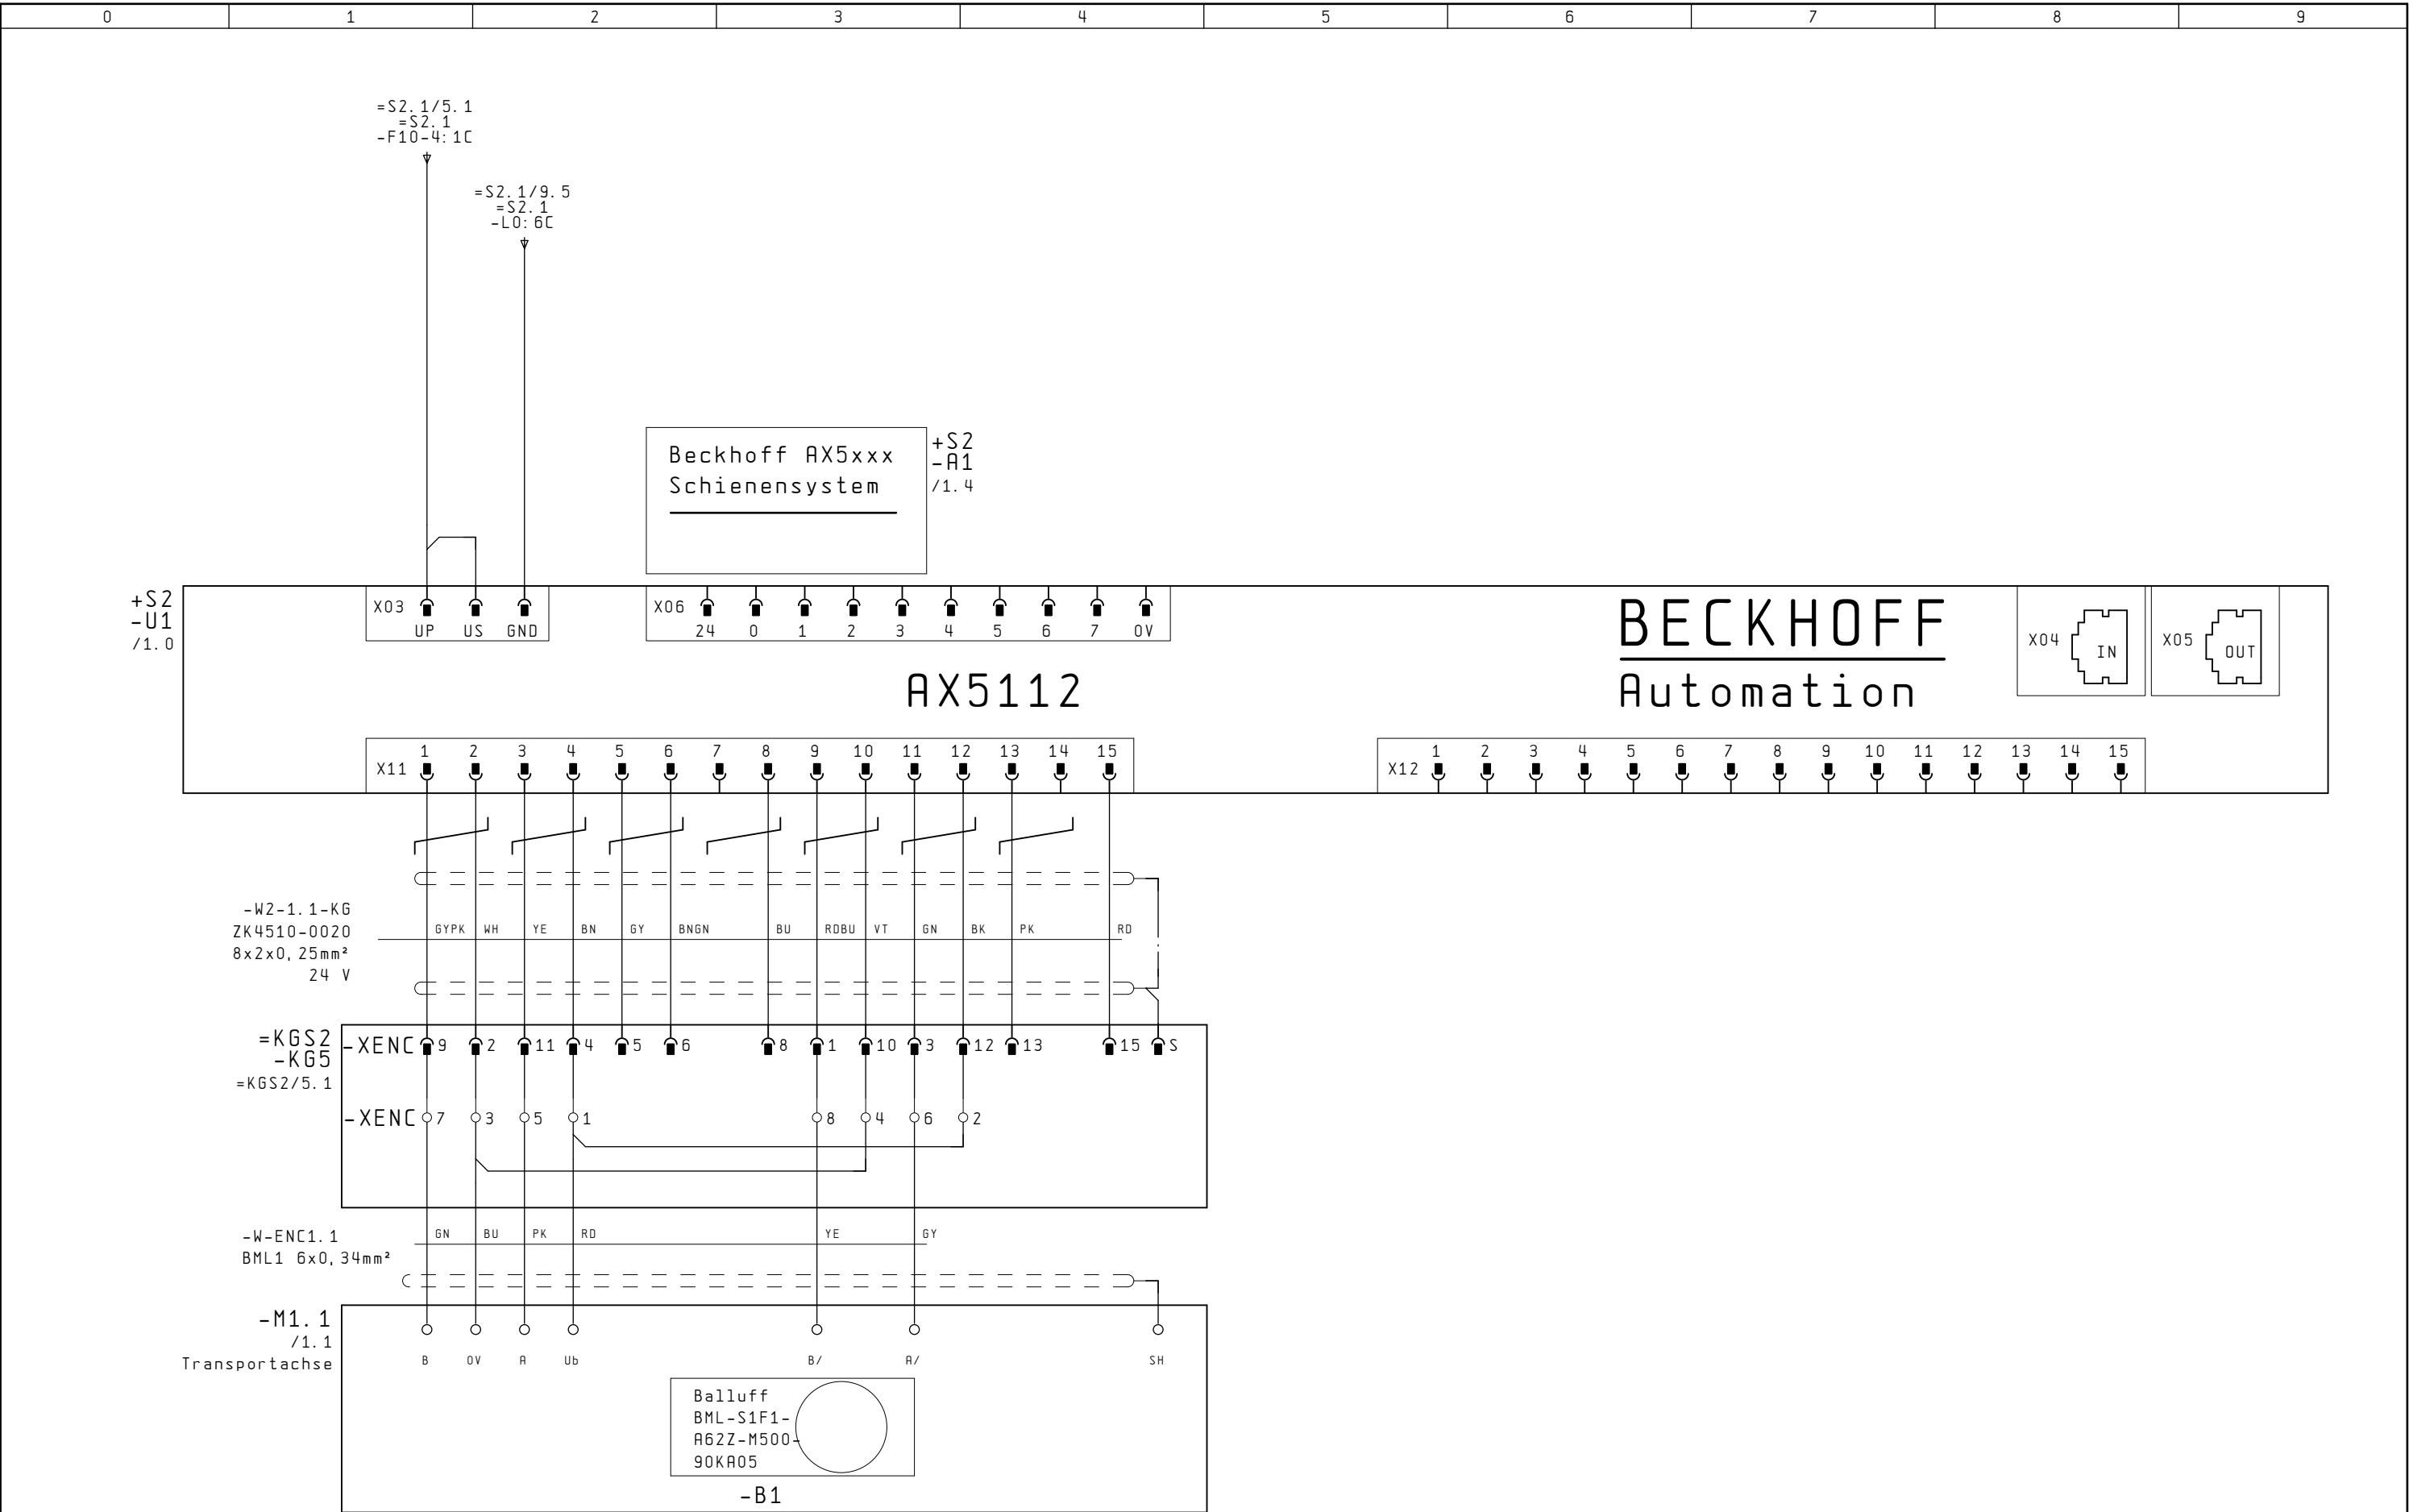 0 1 2 3 4 5 6 7 8 9
=S2.1/5.1
=S2.1
-F10-4:1C
=S2.1/9.5
=S2.1
-L0:6C
Beckhoff AX5xxx
Schienensystem
+S2
-A1
/1.4
+S2
-U1
/1.0
X03
UP US GND
X06
24 0 1 2 3 4 5 6 7 0V
BECKHOFF
Automation
X04 IN
X05 OUT
AX5112
1 2 3 4 5 6 7 8 9 10 11 12 13 14 15
X11
1 2 3 4 5 6 7 8 9 10 11 12 13 14 15
X12
-W2-1.1-KG
ZK4510-0020
8x2x0,25mm²
24 V
GYPK WH YE BN GY BNGN BU RDBU VT GN BK PK RD
=KGS2
-KG5
=KGS2/5.1
-XENC 9 2 11 4 5 6 8 1 10 3 12 13 15 S
-XENC 7 3 5 1 8 4 6 2
-W-ENC1.1
BML1 6x0,34mm²
GN BU PK RD YE GY
-M1.1
/1.1
Transportachse
B 0V A Ub B/ A/ SH
Balluff
BML-S1F1-
A62Z-M500-
90KA05
-B1